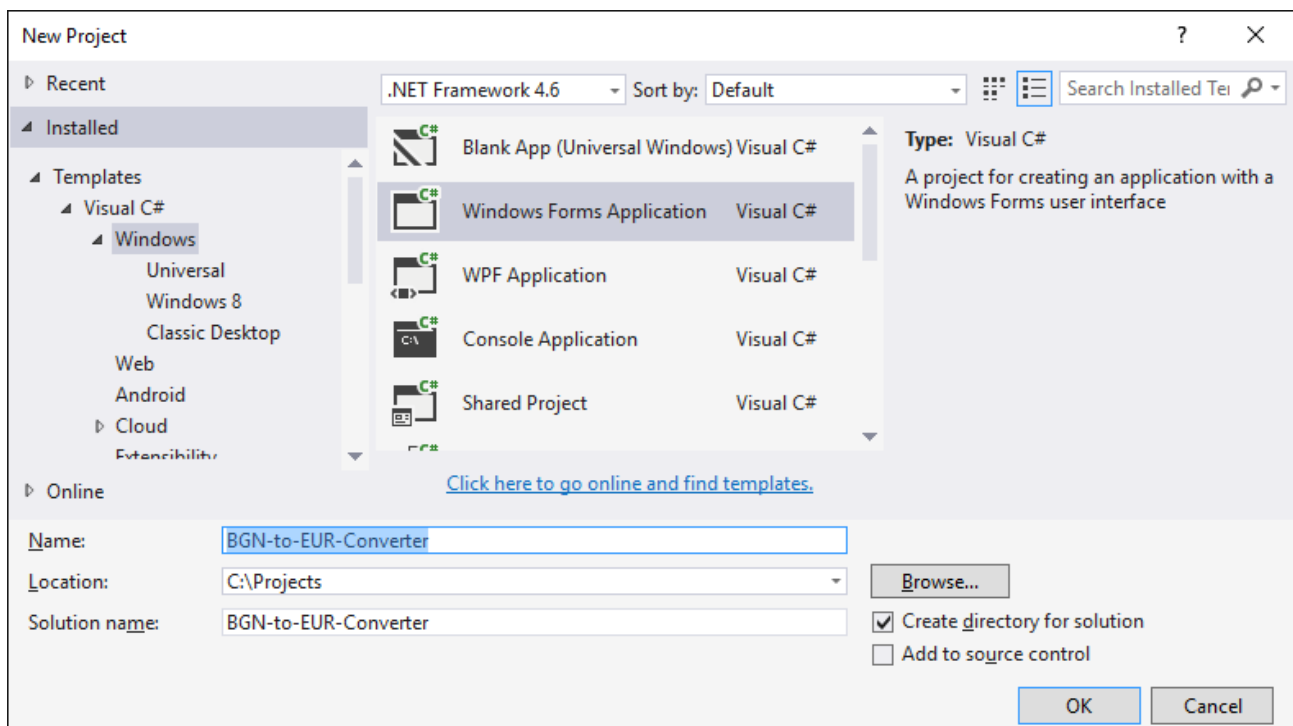 New Project
?
Recent
.NET Framework 4.6
Sort by:
Default
Search Installed Te
Installed
Templates
Visual C#
Windows
Universal
Windows 8
Classic Desktop
Web
Android
Cloud
Extensibility
Online
C# Blank App (Universal Windows) Visual C#
C# Windows Forms Application Visual C#
C# WPF Application Visual C#
C# C:\ Console Application Visual C#
C# Shared Project Visual C#
C#
Click here to go online and find templates.
Type: Visual C#
A project for creating an application with a
Windows Forms user interface
Name: BGN-to-EUR-Converter
Location: C:\Projects
Browse...
Solution name: BGN-to-EUR-Converter
Create directory for solution
Add to source control
OK
Cancel